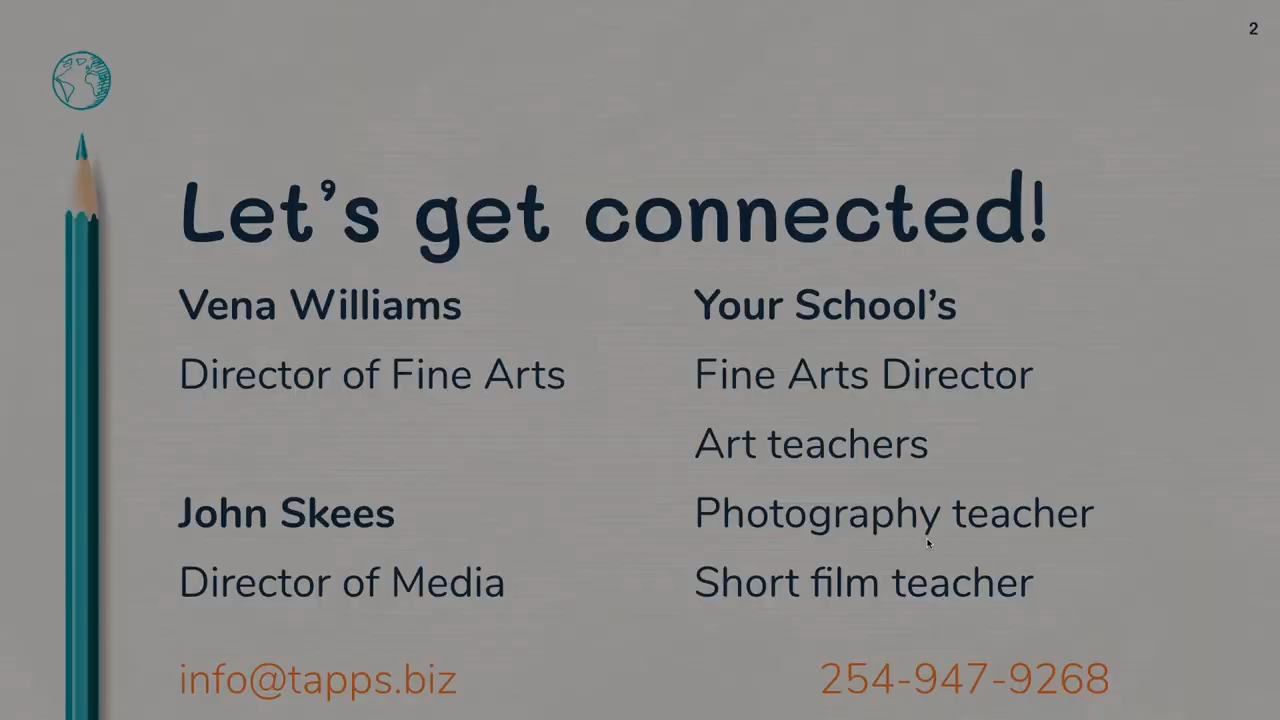 2
Let's get connected!
Vena Williams
Director of Fine Arts
John Skees
Director of Media
info@tapps.biz
Your School's
Fine Arts Director
Art teachers
Photography teacher
Short film teacher
254-947-9268